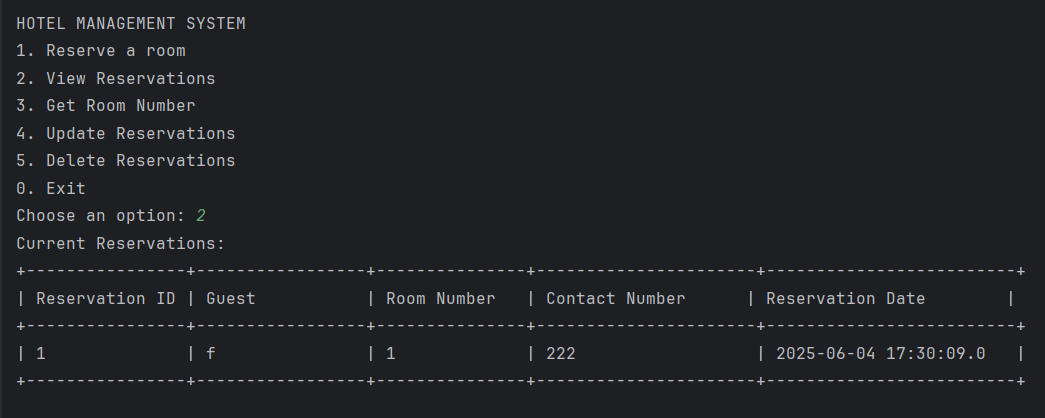 HOTEL MANAGEMENT SYSTEM
1. Reserve a room
2. View Reservations
3. Get Room Number
4. Update Reservations
5. Delete Reservations
0. Exit
Choose an option: 2
Current Reservations:
+----------------+-----------------+---------------+----------------------+-------------------------+
| Reservation ID | Guest           | Room Number   | Contact Number      | Reservation Date        |
+----------------+-----------------+---------------+----------------------+-------------------------+
| 1              | f               | 1             | 222                  | 2025-06-04 17:30:09.0   |
+----------------+-----------------+---------------+----------------------+-------------------------+